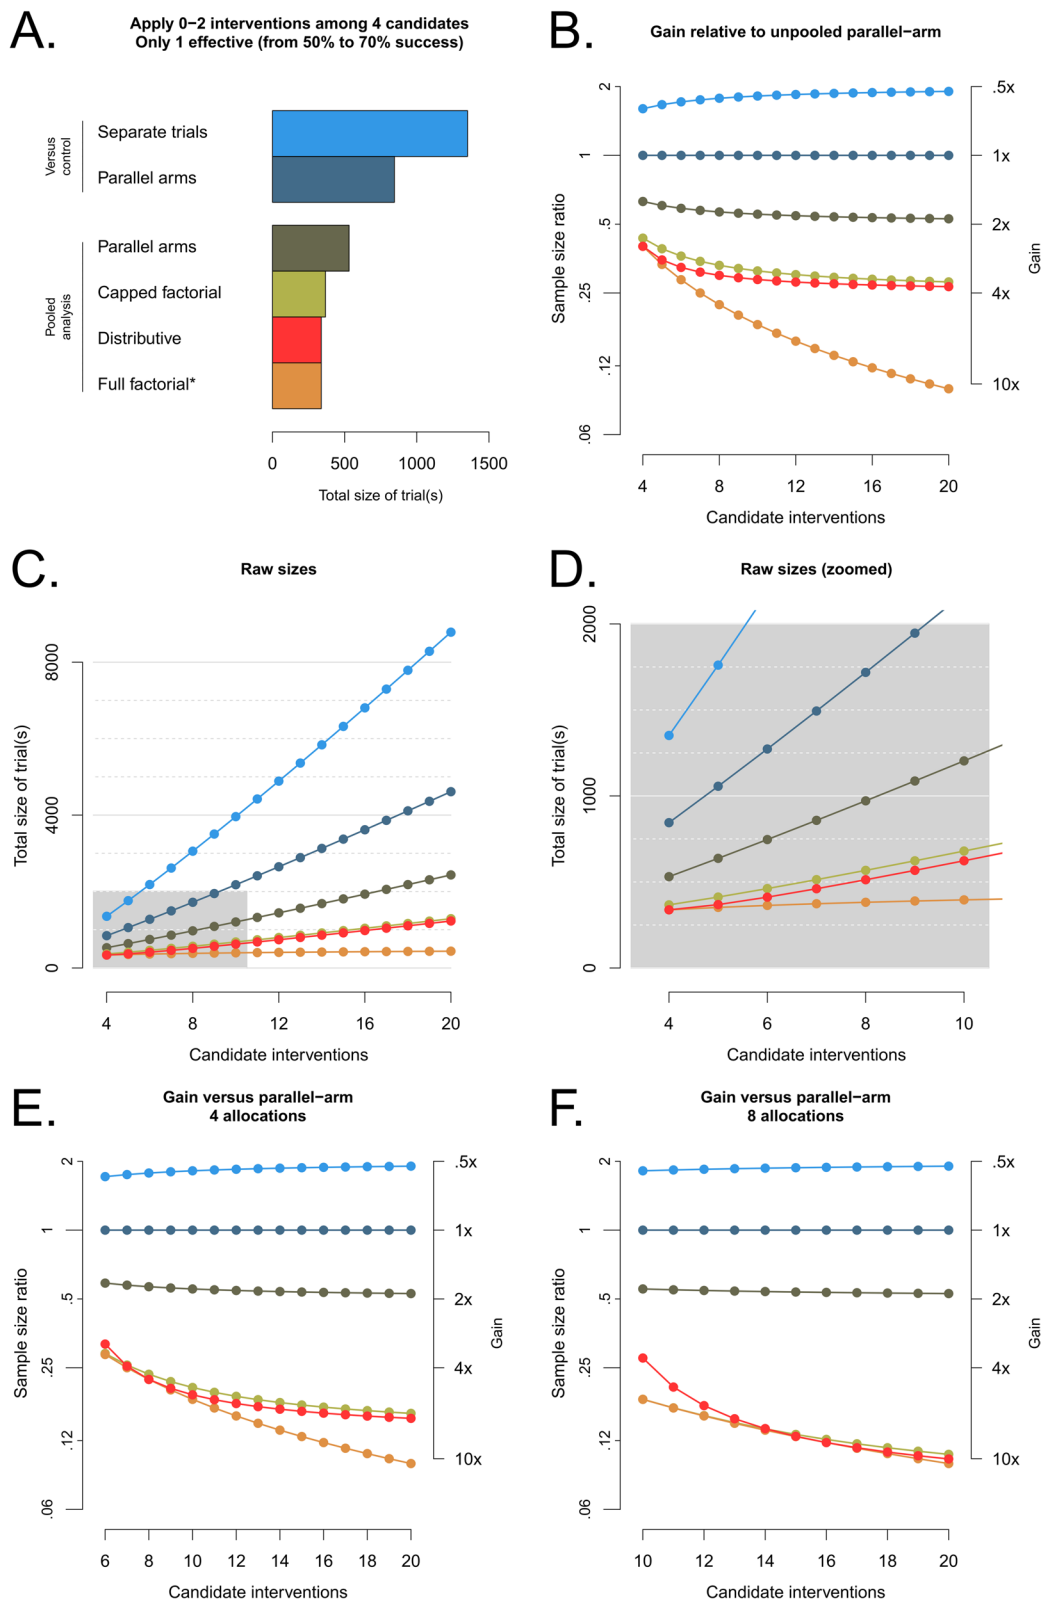 A.
Apply 0−2 interventions among 4 candidates
Only 1 effective (from 50% to 70% success)
Versus
control
Separate trials
Parallel arms
Pooled
analysis
Parallel arms
Capped factorial
Distributive
Full factorial*
0 500 1000 1500
Total size of trial(s)
B.
Gain relative to unpooled parallel−arm
Sample size ratio
2
1
.5
.25
.12
.06
.5x
1x
2x
4x
10x
Gain
4 8 12 16 20
Candidate interventions
C.
Raw sizes
Total size of trial(s)
8000
4000
0
4 8 12 16 20
Candidate interventions
D.
Raw sizes (zoomed)
Total size of trial(s)
2000
1000
0
4 6 8 10
Candidate interventions
E.
Gain versus parallel−arm
4 allocations
Sample size ratio
2
1
.5
.25
.12
.06
.5x
1x
2x
4x
10x
Gain
6 8 10 12 14 16 18 20
Candidate interventions
F.
Gain versus parallel−arm
8 allocations
Sample size ratio
2
1
.5
.25
.12
.06
.5x
1x
2x
4x
10x
Gain
10 12 14 16 18 20
Candidate interventions